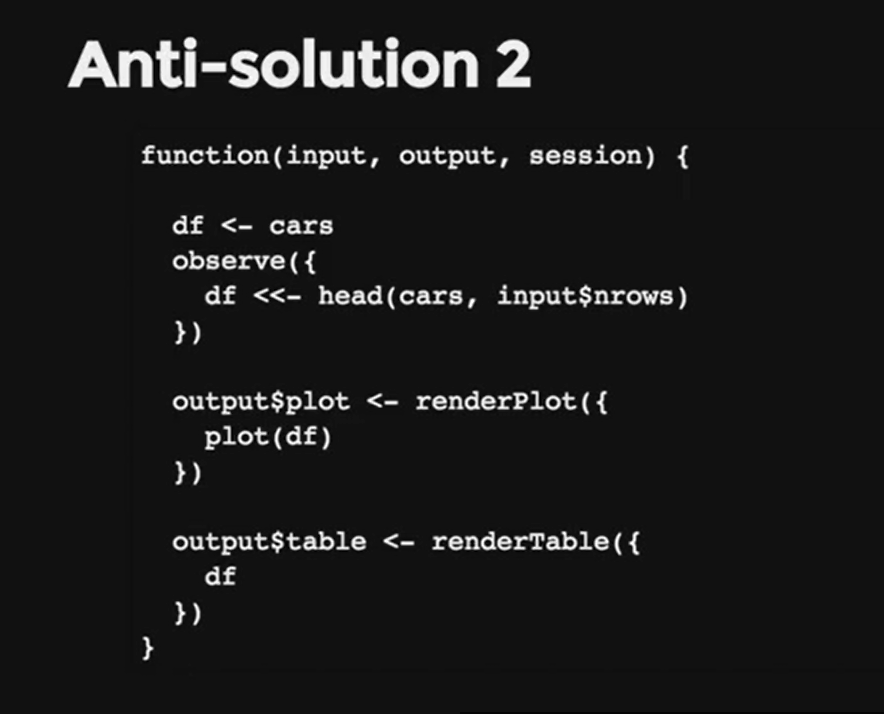 Anti-solution 2
function(input, output, session) {
df <- cars
observe({
df <<- head(cars, input$nrows)
})
output$plot <- renderPlot({
plot(df)
})
output$table <- renderTable({
df
})
}